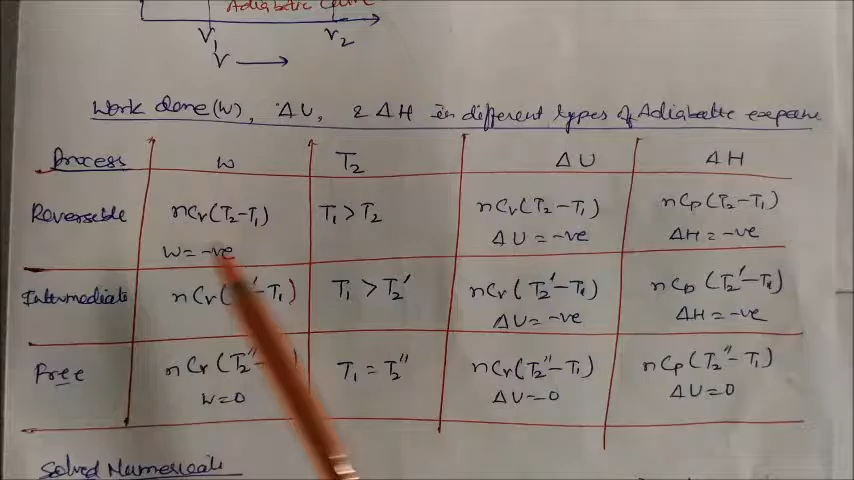 Adiabatic Curve
V1 V2
V →
Work done (W), ΔU, & ΔH in different types of Adiabatic expansion
Process W T2 ΔU ΔH
Reversible nCv(T2-T1) T1 > T2 nCv(T2-T1) nCp(T2-T1)
W = -ve ΔU = -ve ΔH = -ve
Intermediate nCv( '-T1) T1 > T2' nCv(T2'-T1) nCp(T2'-T1)
ΔU = -ve ΔH = -ve
Free nCv(T2''- ) T1 = T2'' nCv(T2''-T1) nCp(T2''-T1)
W = 0 ΔU = 0 ΔU = 0
Solved Numericals